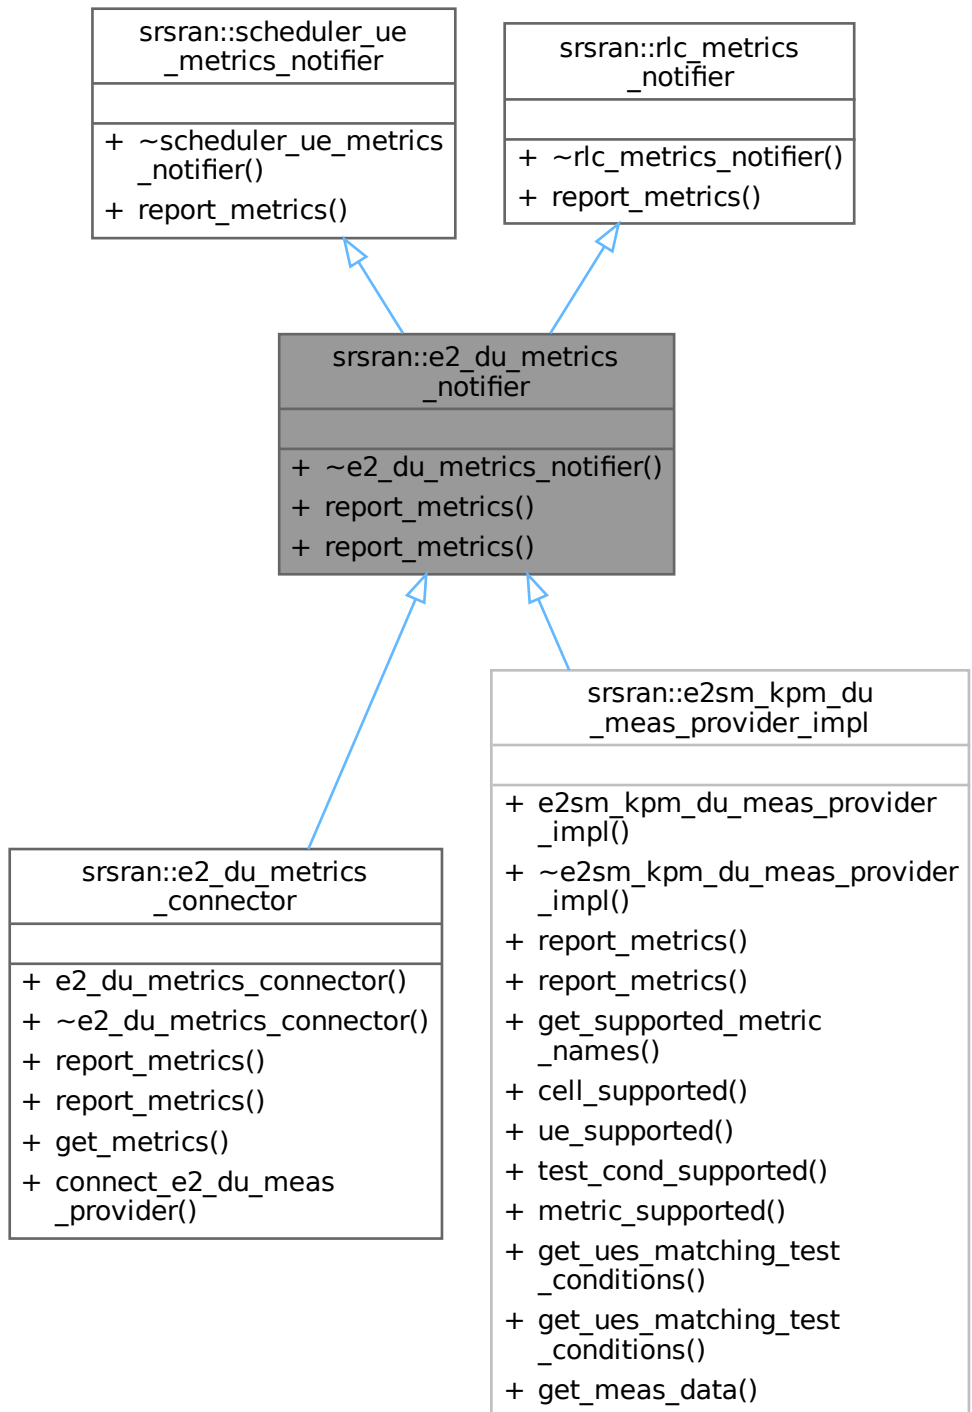 srsran::scheduler_ue
_metrics_notifier
+ ~scheduler_ue_metrics
_notifier()
+ report_metrics()
srsran::rlc_metrics
_notifier
+ ~rlc_metrics_notifier()
+ report_metrics()
srsran::e2_du_metrics
_notifier
+ ~e2_du_metrics_notifier()
+ report_metrics()
+ report_metrics()
srsran::e2_du_metrics
_connector
+ e2_du_metrics_connector()
+ ~e2_du_metrics_connector()
+ report_metrics()
+ report_metrics()
+ get_metrics()
+ connect_e2_du_meas
_provider()
srsran::e2sm_kpm_du
_meas_provider_impl
+ e2sm_kpm_du_meas_provider
_impl()
+ ~e2sm_kpm_du_meas_provider
_impl()
+ report_metrics()
+ report_metrics()
+ get_supported_metric
_names()
+ cell_supported()
+ ue_supported()
+ test_cond_supported()
+ metric_supported()
+ get_ues_matching_test
_conditions()
+ get_ues_matching_test
_conditions()
+ get_meas_data()